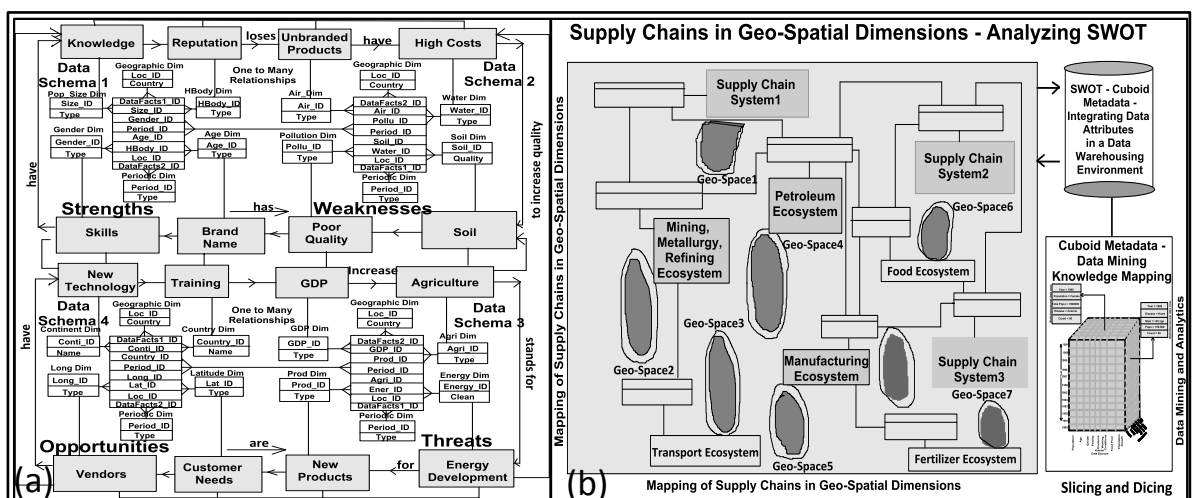 Knowledge
Reputation
loses
Unbranded
Products
have
High Costs
Data
Schema 1
Geographic Dim
Loc_ID
Country
One to Many
Relationships
Geographic Dim
Loc_ID
Country
Data
Schema 2
Pop_Size Dim
Size_ID
Type
DataFacts1_ID
Size_ID
Gender_ID
Period_ID
Age_ID
HBody_ID
Loc_ID
DataFacts2_ID
HBody Dim
HBody_ID
Type
Air_Dim
Air_ID
Type
DataFacts2_ID
Air_ID
Pollu_ID
Period_ID
Soil_ID
Water_ID
Loc_ID
DataFacts1_ID
Water Dim
Water_ID
Type
Gender Dim
Gender_ID
Type
Age Dim
Age_ID
Type
Pollution Dim
Pollu_ID
Type
Soil Dim
Soil_ID
Quality
Periodic Dim
Period_ID
Type
Periodic Dim
Period_ID
Type
have
to increase quality
Strengths
has
Weaknesses
Skills
Brand
Name
Poor
Quality
Soil
New
Technology
Training
GDP
Increase
Agriculture
Data
Schema 4
Geographic Dim
Loc_ID
Country
One to Many
Relationships
Geographic Dim
Loc_ID
Country
Data
Schema 3
Continent Dim
Conti_ID
Name
DataFacts1_ID
Conti_ID
Country_ID
Period_ID
Long_ID
Lat_ID
Loc_ID
DataFacts2_ID
Country Dim
Country_ID
Name
GDP Dim
GDP_ID
Type
DataFacts2_ID
GDP_ID
Prod_ID
Period_ID
Agri_ID
Ener_ID
Loc_ID
DataFacts1_ID
Agri Dim
Agri_ID
Type
Long Dim
Long_ID
Type
Latitude Dim
Lat_ID
Type
Prod Dim
Prod_ID
Type
Energy Dim
Energy_ID
Clean
Periodic Dim
Period_ID
Type
Periodic Dim
Period_ID
Type
have
stands for
Opportunities
are
Threats
Vendors
Customer
Needs
New
Products
for
Energy
Development
(a)
Supply Chains in Geo-Spatial Dimensions - Analyzing SWOT
Mapping of Supply Chains in Geo-Spatial Dimensions
Supply Chain
System1
Geo-Space1
Petroleum
Ecosystem
Geo-Space4
Supply Chain
System2
Geo-Space6
Mining,
Metallurgy,
Refining
Ecosystem
Food Ecosystem
Geo-Space3
Geo-Space2
Manufacturing
Ecosystem
Supply Chain
System3
Geo-Space7
Transport Ecosystem
Geo-Space5
Fertilizer Ecosystem
(b)
Mapping of Supply Chains in Geo-Spatial Dimensions
SWOT - Cuboid
Metadata -
Integrating Data
Attributes
in a Data
Warehousing
Environment
Cuboid Metadata -
Data Mining
Knowledge Mapping
Data Mining and Analytics
Slicing and Dicing